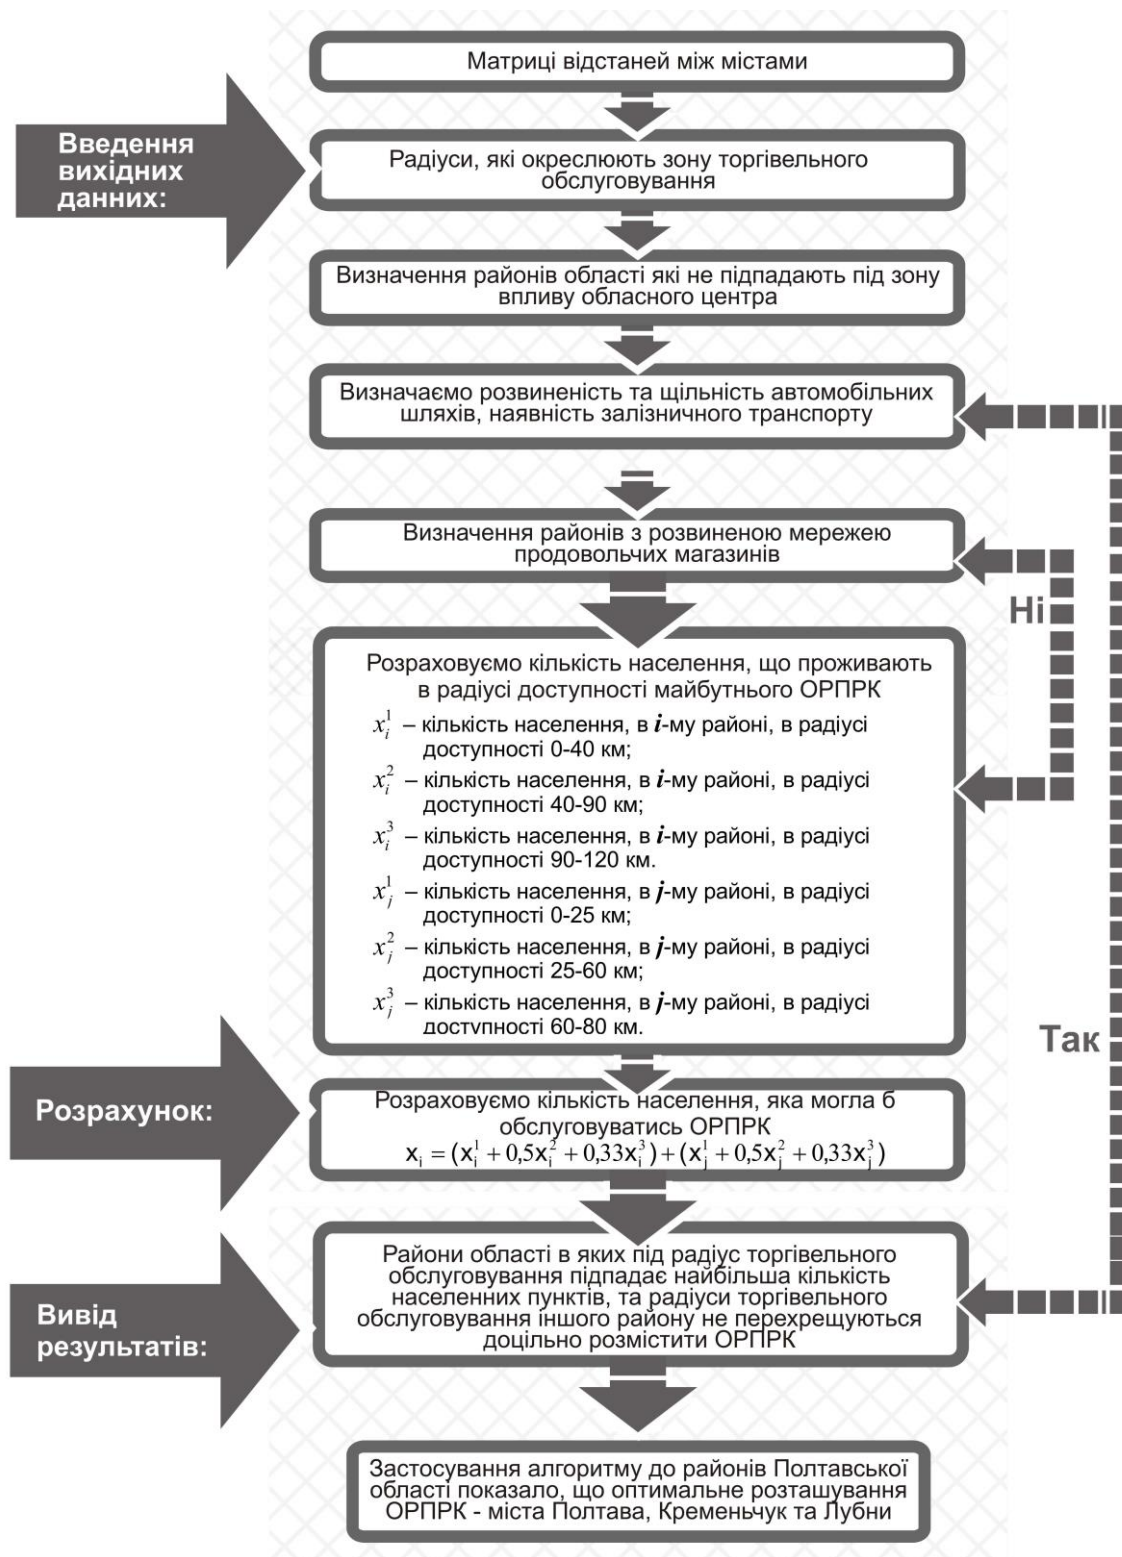 Матриці відстаней між містами
Введення
вихідних
данних:
Радіуси, які окреслюють зону торгівельного
обслуговування
Визначення районів області які не підпадають під зону
впливу обласного центра
Визначаємо розвиненість та щільність автомобільних
шляхів, наявність залізничного транспорту
Визначення районів з розвиненою мережею
продовольчих магазинів
Ні
Розраховуємо кількість населення, що проживають
в радіусі доступності майбутнього ОРПРК
x_i^1 – кількість населення, в i-му районі, в радіусі
доступності 0-40 км;
x_i^2 – кількість населення, в i-му районі, в радіусі
доступності 40-90 км;
x_i^3 – кількість населення, в i-му районі, в радіусі
доступності 90-120 км.
x_j^1 – кількість населення, в j-му районі, в радіусі
доступності 0-25 км;
x_j^2 – кількість населення, в j-му районі, в радіусі
доступності 25-60 км;
x_j^3 – кількість населення, в j-му районі, в радіусі
доступності 60-80 км.
Так
Розрахунок:
Розраховуємо кількість населення, яка могла б
обслуговуватись ОРПРК
x_i = (x_i^1 + 0,5x_i^2 + 0,33x_i^3) + (x_j^1 + 0,5x_j^2 + 0,33x_j^3)
Вивід
результатів:
Райони області в яких під радіус торгівельного
обслуговування підпадає найбільша кількість
населенних пунктів, та радіуси торгівельного
обслуговування іншого району не перехрещуються
доцільно розмістити ОРПРК
Застосування алгоритму до районів Полтавської
області показало, що оптимальне розташування
ОРПРК - міста Полтава, Кременьчук та Лубни